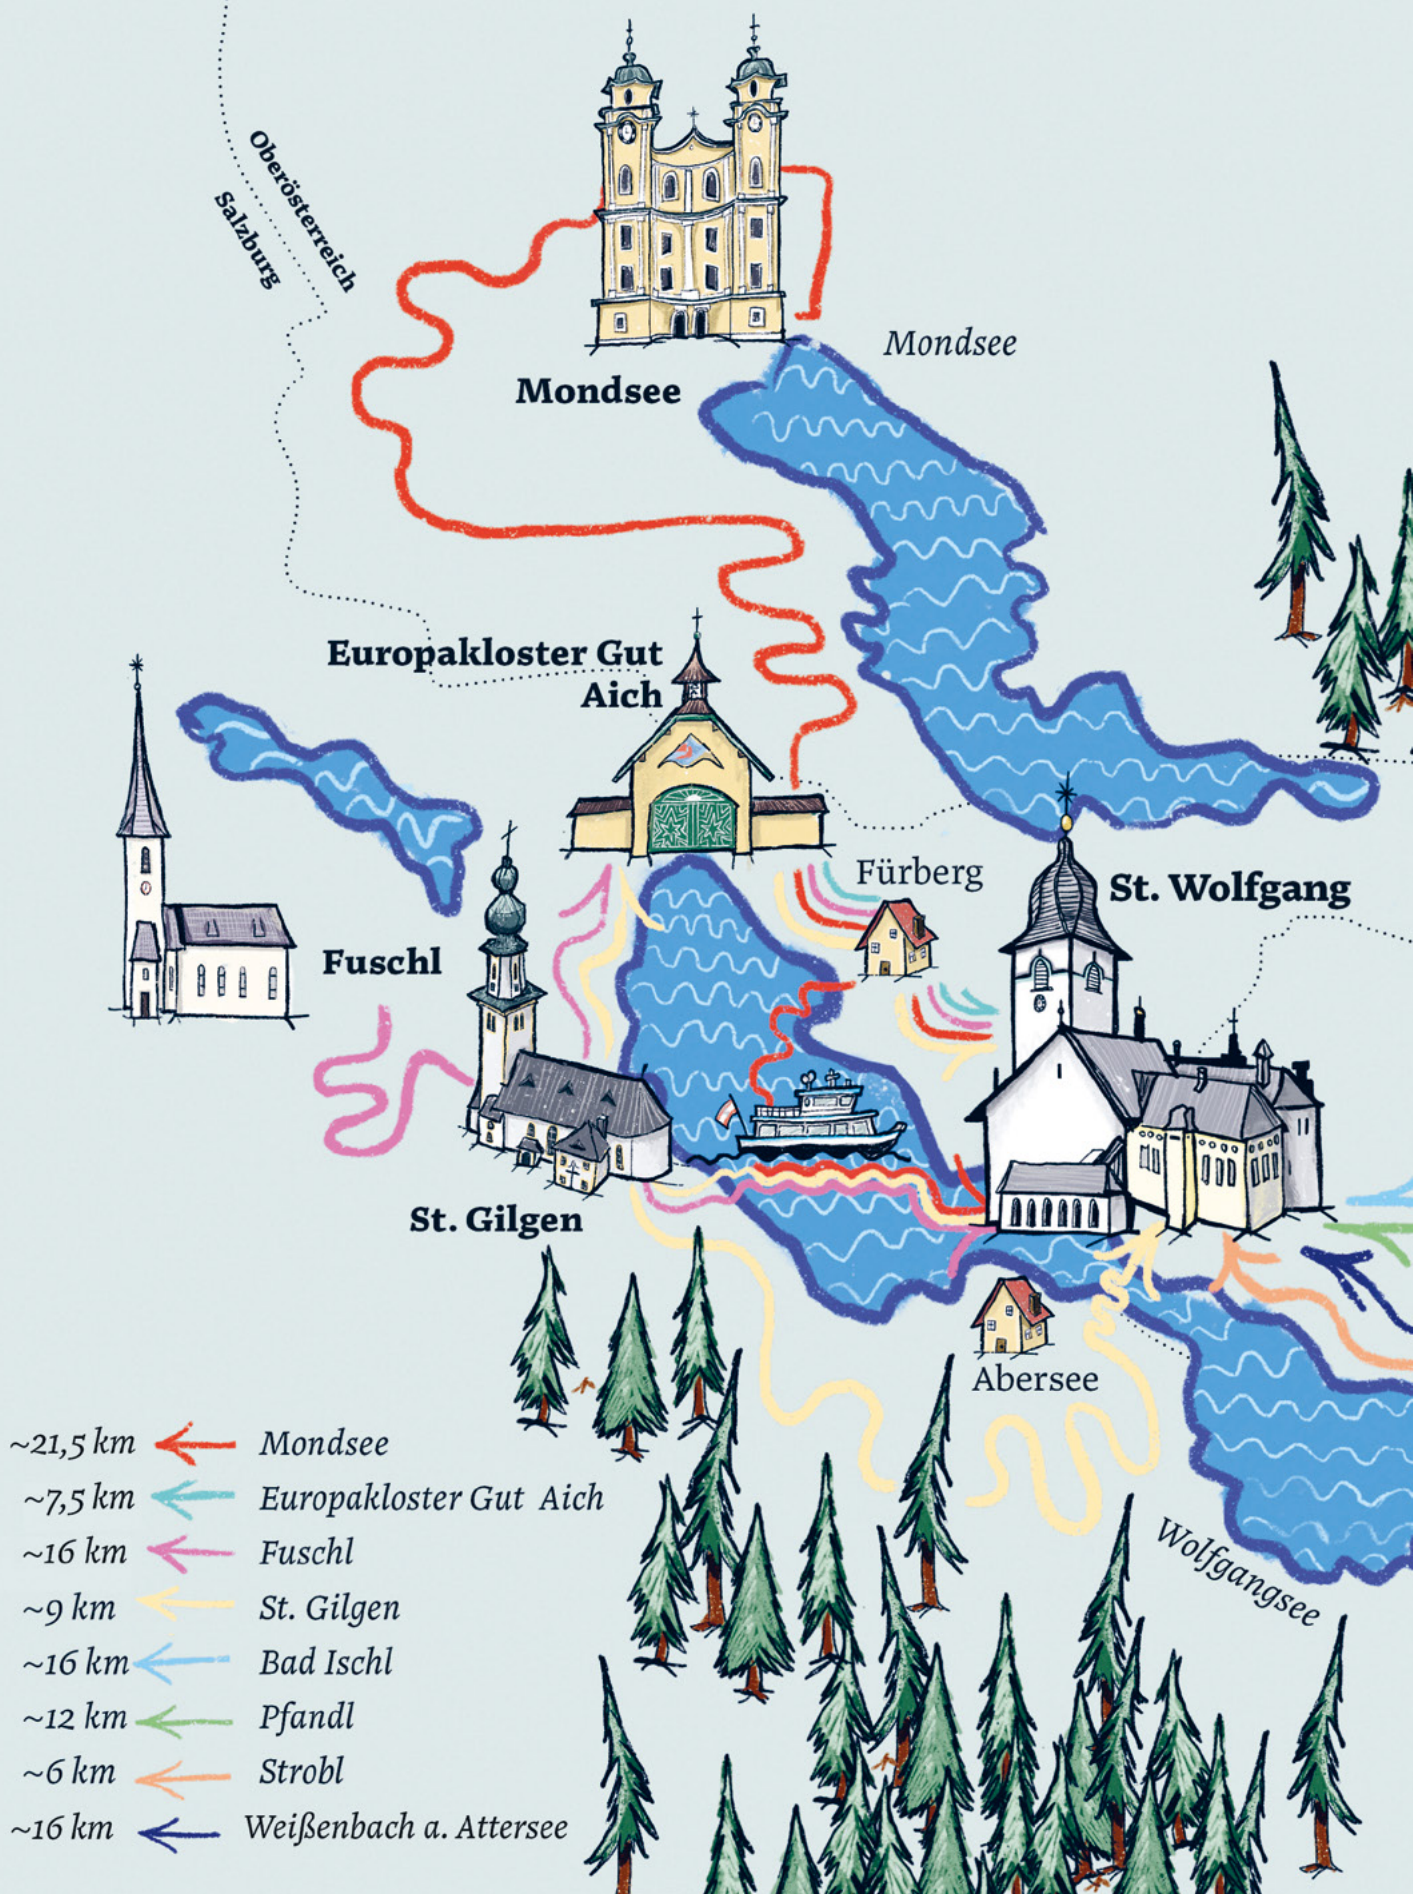 Oberösterreich
Salzburg
Mondsee
Mondsee
Europakloster Gut
Aich
Fürberg
St. Wolfgang
Fuschl
St. Gilgen
Abersee
Wolfgangsee
~21,5 km Mondsee
~7,5 km Europakloster Gut Aich
~16 km Fuschl
~9 km St. Gilgen
~16 km Bad Ischl
~12 km Pfandl
~6 km Strobl
~16 km Weißenbach a. Attersee